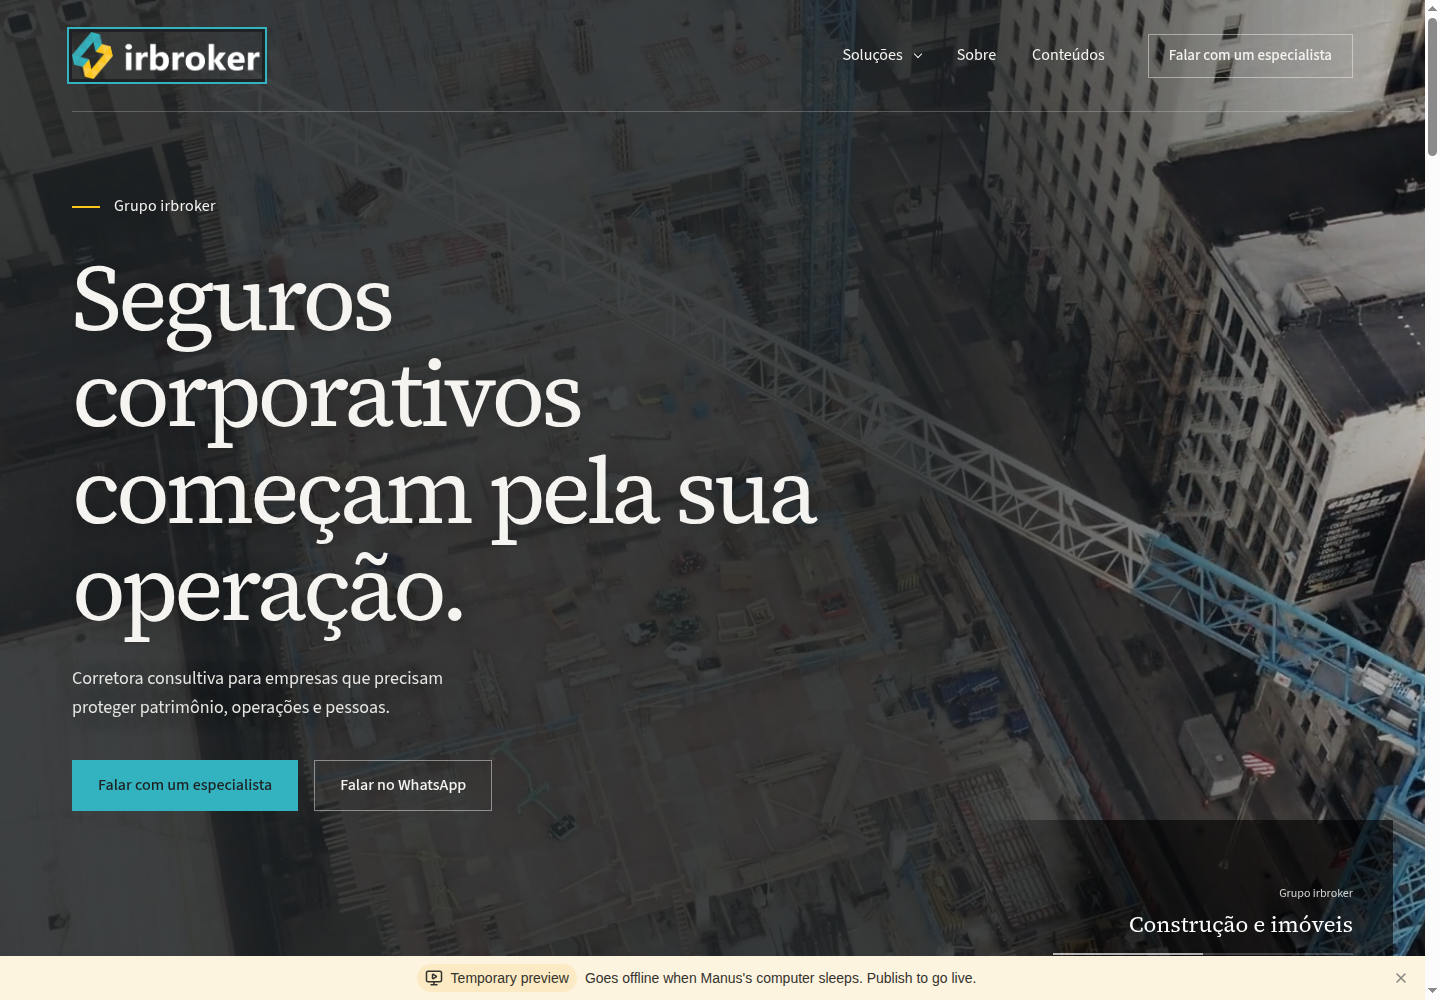 irbroker
Soluções
Sobre
Conteúdos
Falar com um especialista
Grupo irbroker
Seguros
corporativos
começam pela sua
operação.
Corretora consultiva para empresas que precisam
proteger patrimônio, operações e pessoas.
Falar com um especialista
Falar no WhatsApp
Grupo irbroker
Construção e imóveis
Temporary preview
Goes offline when Manus's computer sleeps. Publish to go live.